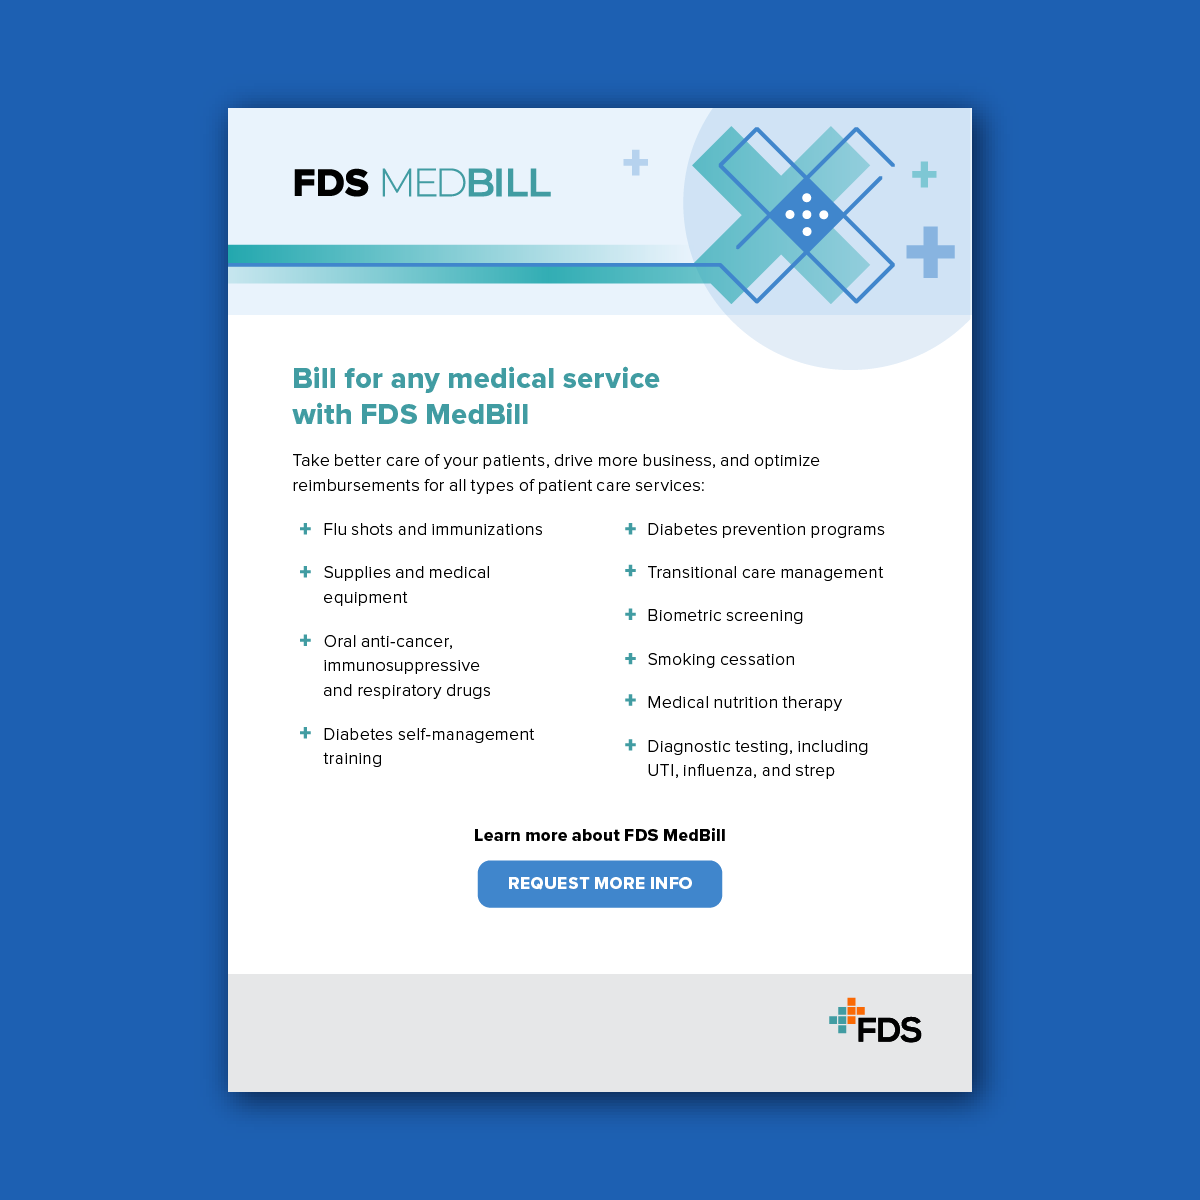 FDS MEDBILL
Bill for any medical service
with FDS MedBill
Take better care of your patients, drive more business, and optimize
reimbursements for all types of patient care services:
Flu shots and immunizations
Supplies and medical
equipment
Oral anti-cancer,
immunosuppressive
and respiratory drugs
Diabetes self-management
training
Diabetes prevention programs
Transitional care management
Biometric screening
Smoking cessation
Medical nutrition therapy
Diagnostic testing, including
UTI, influenza, and strep
Learn more about FDS MedBill
REQUEST MORE INFO
FDS